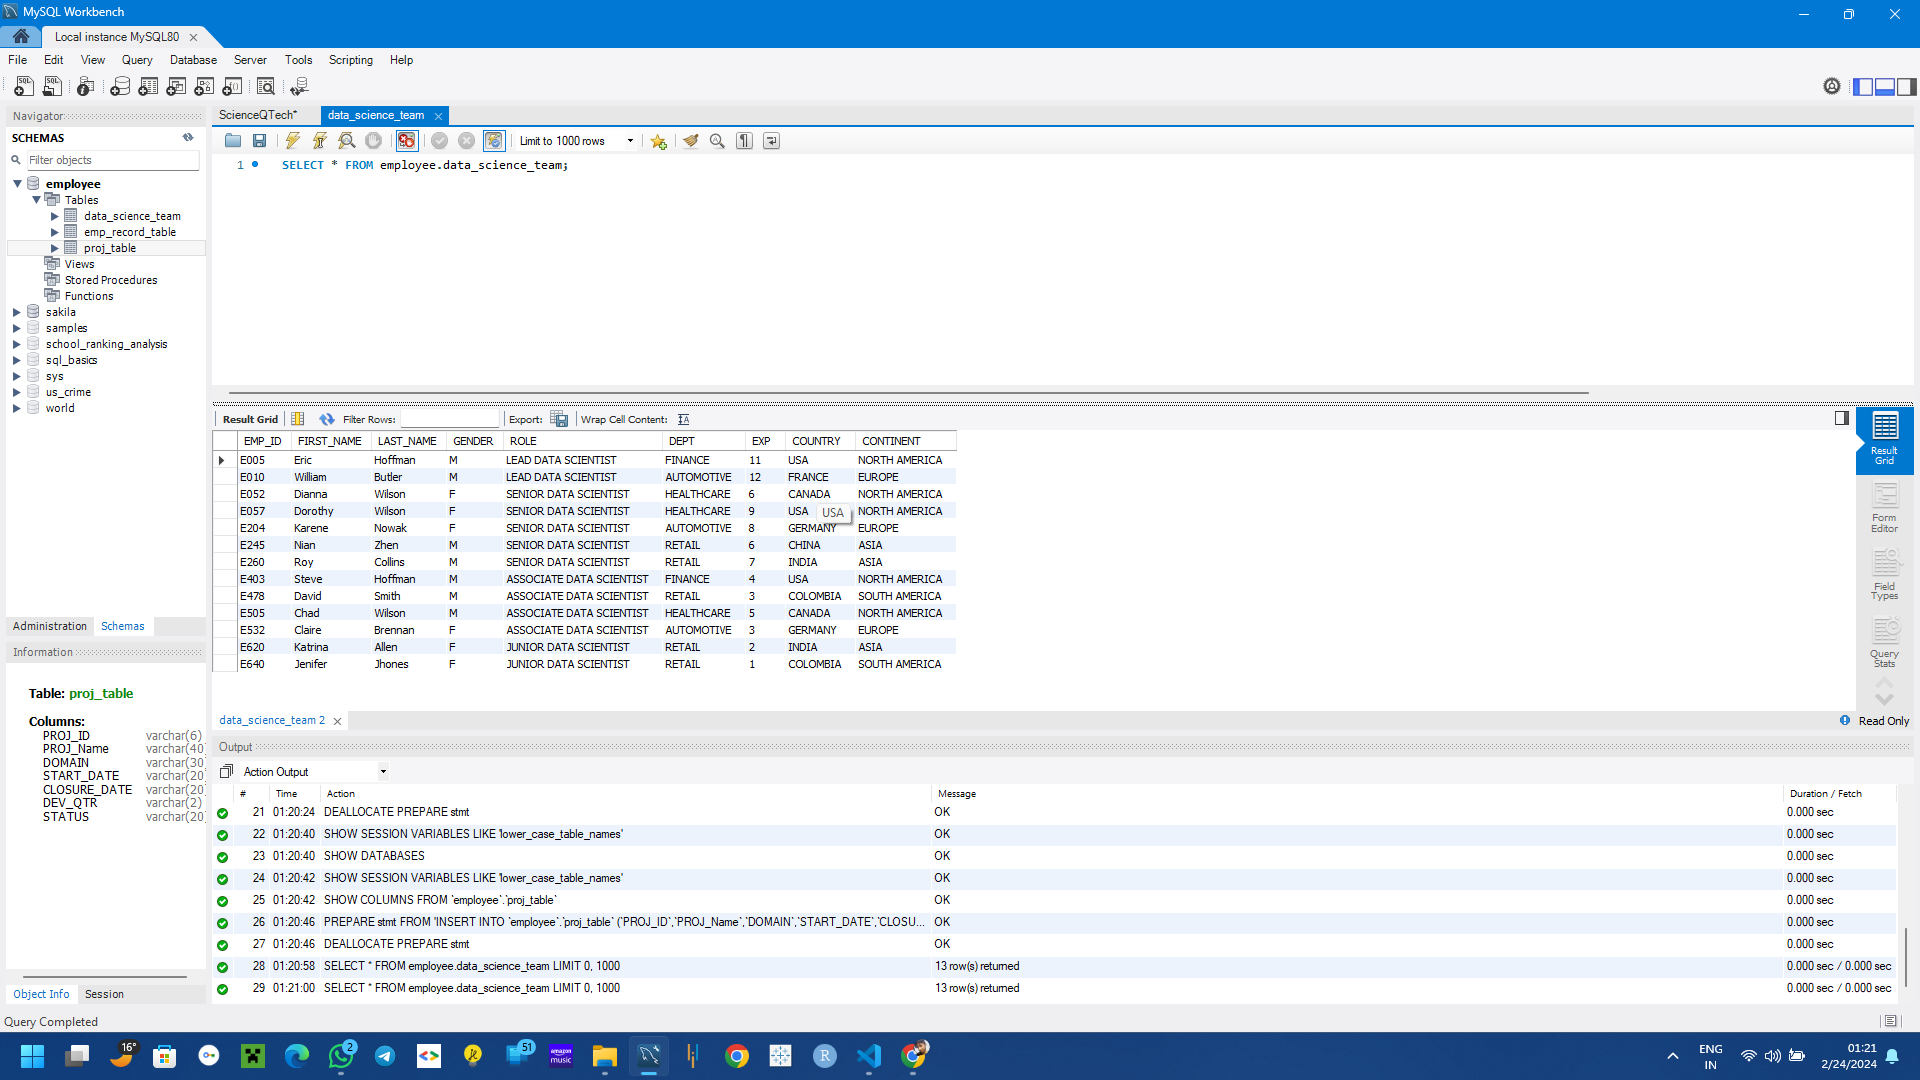 MySQL Workbench
Local instance MySQL80
File Edit View Query Database Server Tools Scripting Help
Navigator
SCHEMAS
Filter objects
employee
Tables
data_science_team
emp_record_table
proj_table
Views
Stored Procedures
Functions
sakila
samples
school_ranking_analysis
sql_basics
sys
us_crime
world
Administration Schemas
Information
Table: proj_table
Columns:
PROJ_ID varchar(6)
PROJ_Name varchar(40
DOMAIN varchar(30
START_DATE varchar(20
CLOSURE_DATE varchar(20
DEV_QTR varchar(2)
STATUS varchar(20
Object Info Session
ScienceQTech* data_science_team
Limit to 1000 rows
1 SELECT * FROM employee.data_science_team;
Result Grid Filter Rows: Export: Wrap Cell Content:
EMP_ID FIRST_NAME LAST_NAME GENDER ROLE DEPT EXP COUNTRY CONTINENT
E005 Eric Hoffman M LEAD DATA SCIENTIST FINANCE 11 USA NORTH AMERICA
E010 William Butler M LEAD DATA SCIENTIST AUTOMOTIVE 12 FRANCE EUROPE
E052 Dianna Wilson F SENIOR DATA SCIENTIST HEALTHCARE 6 CANADA NORTH AMERICA
E057 Dorothy Wilson F SENIOR DATA SCIENTIST HEALTHCARE 9 USA NORTH AMERICA
USA
E204 Karene Nowak F SENIOR DATA SCIENTIST AUTOMOTIVE 8 GERMANY EUROPE
E245 Nian Zhen M SENIOR DATA SCIENTIST RETAIL 6 CHINA ASIA
E260 Roy Collins M SENIOR DATA SCIENTIST RETAIL 7 INDIA ASIA
E403 Steve Hoffman M ASSOCIATE DATA SCIENTIST FINANCE 4 USA NORTH AMERICA
E478 David Smith M ASSOCIATE DATA SCIENTIST RETAIL 3 COLOMBIA SOUTH AMERICA
E505 Chad Wilson M ASSOCIATE DATA SCIENTIST HEALTHCARE 5 CANADA NORTH AMERICA
E532 Claire Brennan F ASSOCIATE DATA SCIENTIST AUTOMOTIVE 3 GERMANY EUROPE
E620 Katrina Allen F JUNIOR DATA SCIENTIST RETAIL 2 INDIA ASIA
E640 Jenifer Jhones F JUNIOR DATA SCIENTIST RETAIL 1 COLOMBIA SOUTH AMERICA
Result
Grid
Form
Editor
Field
Types
Query
Stats
data_science_team 2
Read Only
Output
Action Output
# Time Action Message Duration / Fetch
21 01:20:24 DEALLOCATE PREPARE stmt OK 0.000 sec
22 01:20:40 SHOW SESSION VARIABLES LIKE 'lower_case_table_names' OK 0.000 sec
23 01:20:40 SHOW DATABASES OK 0.000 sec
24 01:20:42 SHOW SESSION VARIABLES LIKE 'lower_case_table_names' OK 0.000 sec
25 01:20:42 SHOW COLUMNS FROM `employee`.`proj_table` OK 0.000 sec
26 01:20:46 PREPARE stmt FROM 'INSERT INTO `employee`.`proj_table` (`PROJ_ID`,`PROJ_Name`,`DOMAIN`,`START_DATE`,`CLOSU... OK 0.000 sec
27 01:20:46 DEALLOCATE PREPARE stmt OK 0.000 sec
28 01:20:58 SELECT * FROM employee.data_science_team LIMIT 0, 1000 13 row(s) returned 0.000 sec / 0.000 sec
29 01:21:00 SELECT * FROM employee.data_science_team LIMIT 0, 1000 13 row(s) returned 0.000 sec / 0.000 sec
Query Completed
16°
2
51
amazon music
R
ENG
IN
01:21
2/24/2024